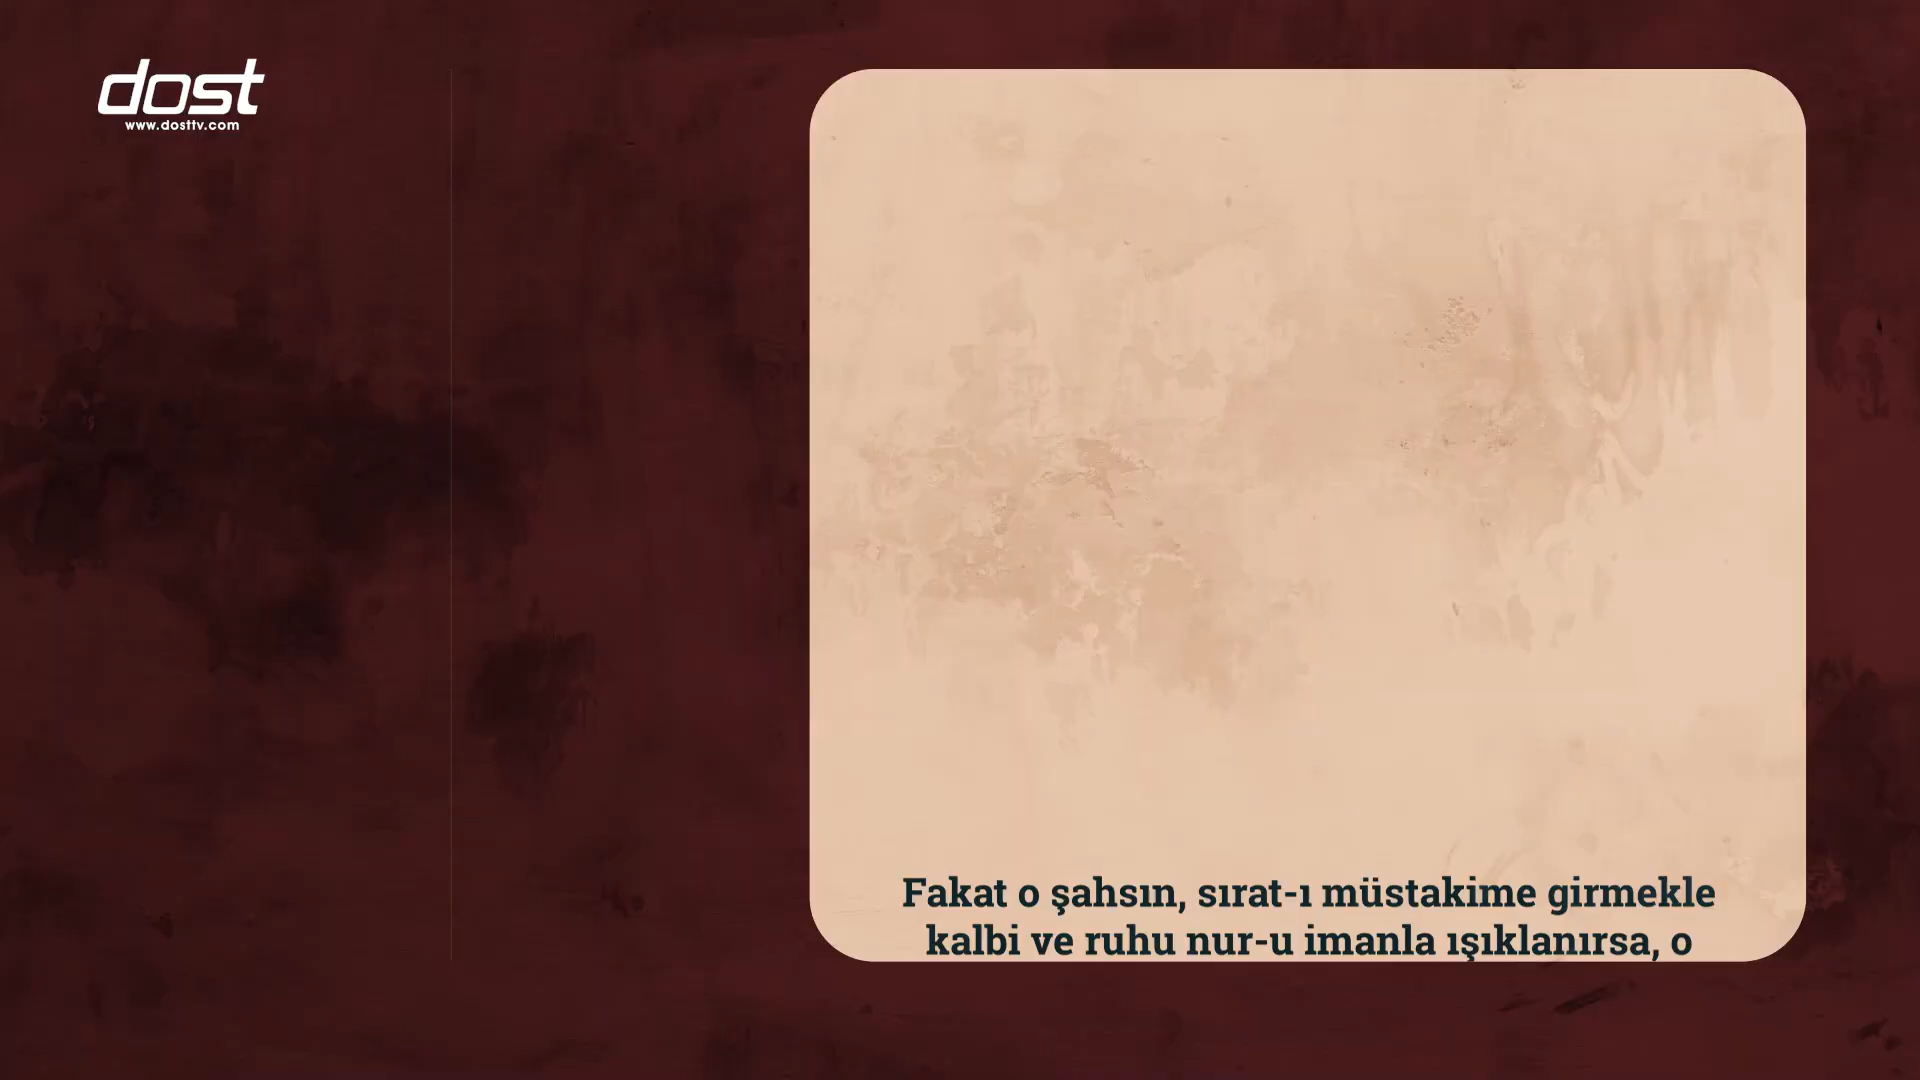 dost
www.dosttv.com
Fakat o şahsın, sırat-ı müstakime girmekle
kalbi ve ruhu nur-u imanla ışıklanırsa, o